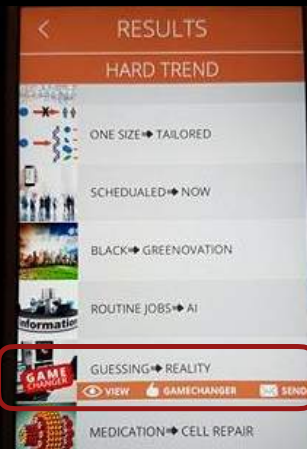 RESULTS
HARD TREND
ONE SIZE➡ TAILORED
SCHEDUALED➡ NOW
BLACK➡ GREENOVATION
ROUTINE JOBS➡ AI
information
GAME CHANGER
GUESSING➡ REALITY
VIEW GAMECHANGER SEND
MEDICATION➡ CELL REPAIR